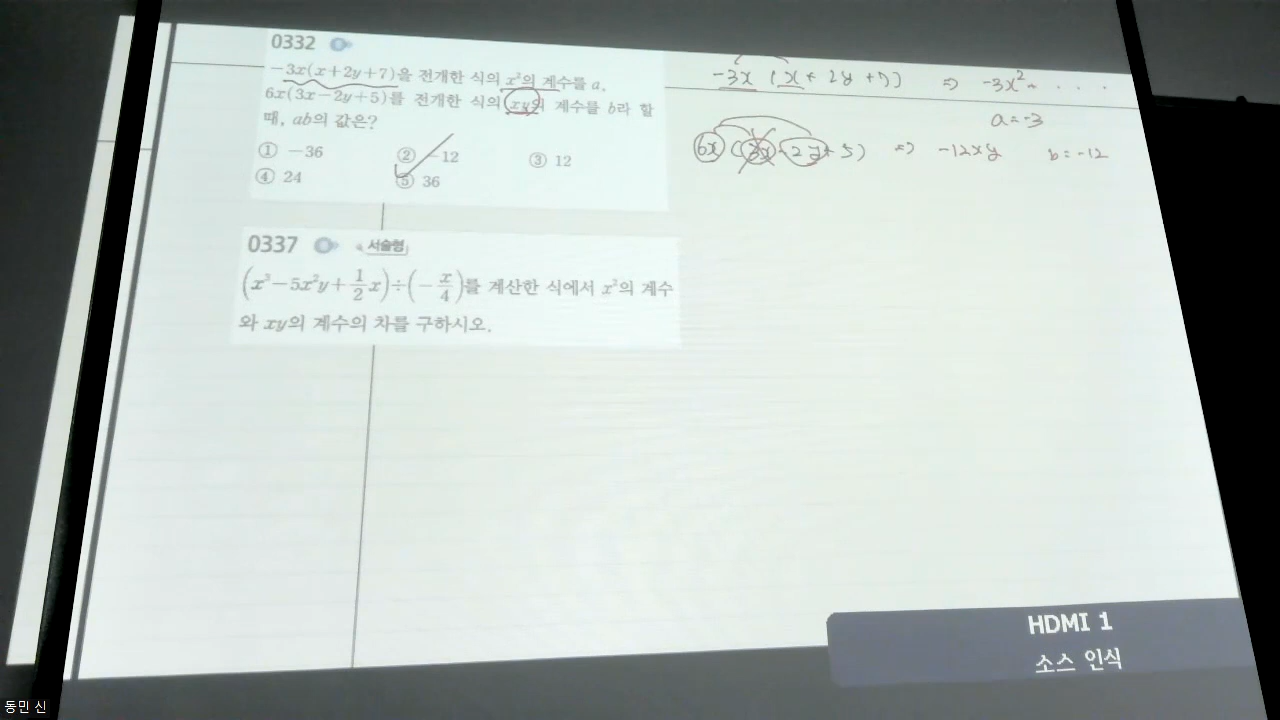 0332
-3x(x+2y+7)을 전개한 식의 x²의 계수를 a,
6x(3x-2y+5)를 전개한 식의 xy의 계수를 b라 할
때, ab의 값은?
① -36 ② -12 ③ 12
④ 24 ⑤ 36
-3x (x + 2y + 7) ⇒ -3x² ~ ....
a = -3
6x (3x - 2y + 5) ⇒ -12xy b = -12
0337 서술형
(x³-5x²y+1/2x)÷(-x/4)를 계산한 식에서 x²의 계수
와 xy의 계수의 차를 구하시오.
HDMI 1
소스 인식
동민 신